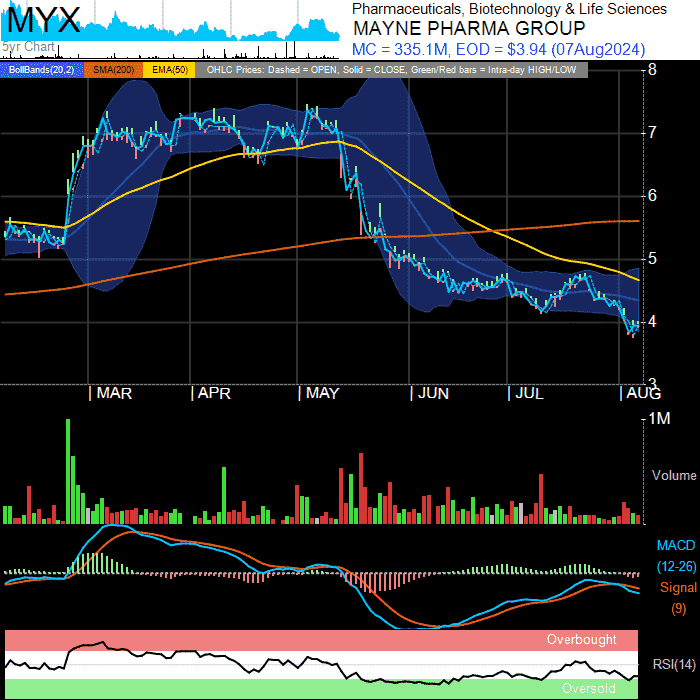 MYX
5yr Chart
Pharmaceuticals, Biotechnology & Life Sciences
MAYNE PHARMA GROUP
MC = 335.1M, EOD = $3.94 (07Aug2024)
BollBands(20,2) SMA(200) EMA(50) OHLC Prices: Dashed = OPEN, Solid = CLOSE, Green/Red bars = Intra-day HIGH/LOW
8
7
6
5
4
3
| MAR | APR | MAY | JUN | JUL | AUG
1M
Volume
MACD
(12-26)
Signal
(9)
Overbought
RSI(14)
Oversold